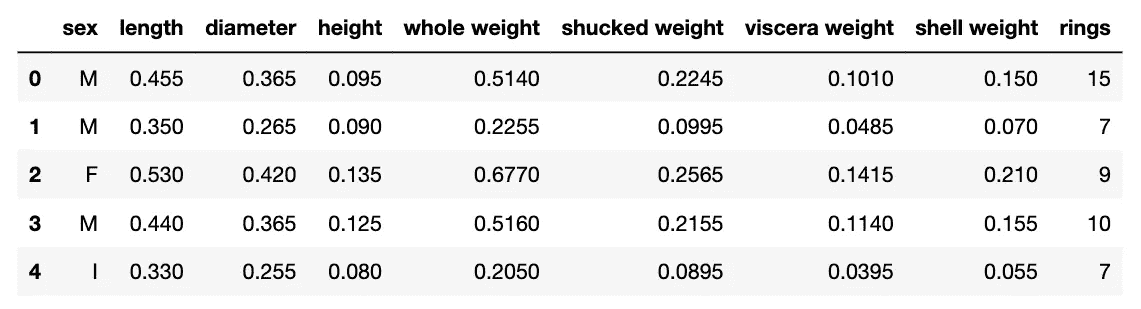 sex length diameter height whole weight shucked weight viscera weight shell weight rings
0 M 0.455 0.365 0.095 0.5140 0.2245 0.1010 0.150 15
1 M 0.350 0.265 0.090 0.2255 0.0995 0.0485 0.070 7
2 F 0.530 0.420 0.135 0.6770 0.2565 0.1415 0.210 9
3 M 0.440 0.365 0.125 0.5160 0.2155 0.1140 0.155 10
4 I 0.330 0.255 0.080 0.2050 0.0895 0.0395 0.055 7